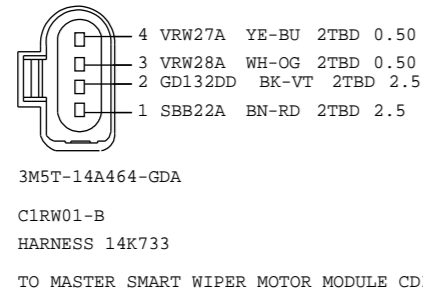 4 VRW27A YE-BU 2TBD 0.50
3 VRW28A WH-OG 2TBD 0.50
2 GD132DD BK-VT 2TBD 2.5
1 SBB22A BN-RD 2TBD 2.5
3M5T-14A464-GDA
C1RW01-B
HARNESS 14K733
TO MASTER SMART WIPER MOTOR MODULE